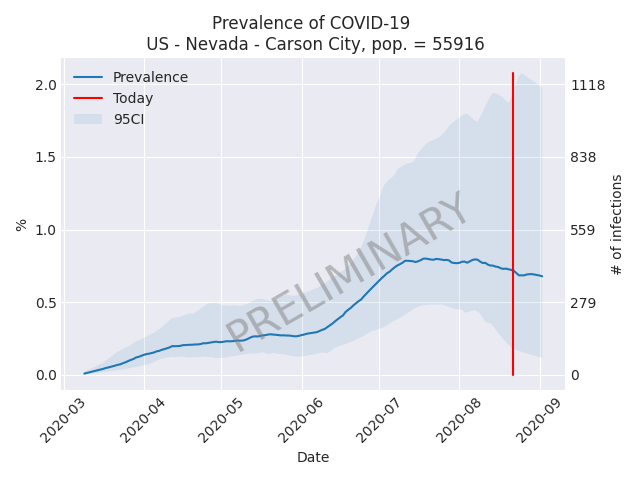 Prevalence of COVID-19
US - Nevada - Carson City, pop. = 55916
Prevalence
Today
95CI
PRELIMINARY
2.0
1.5
1.0
0.5
0.0
%
1118
838
559
279
0
# of infections
2020-03
2020-04
2020-05
2020-06
2020-07
2020-08
2020-09
Date